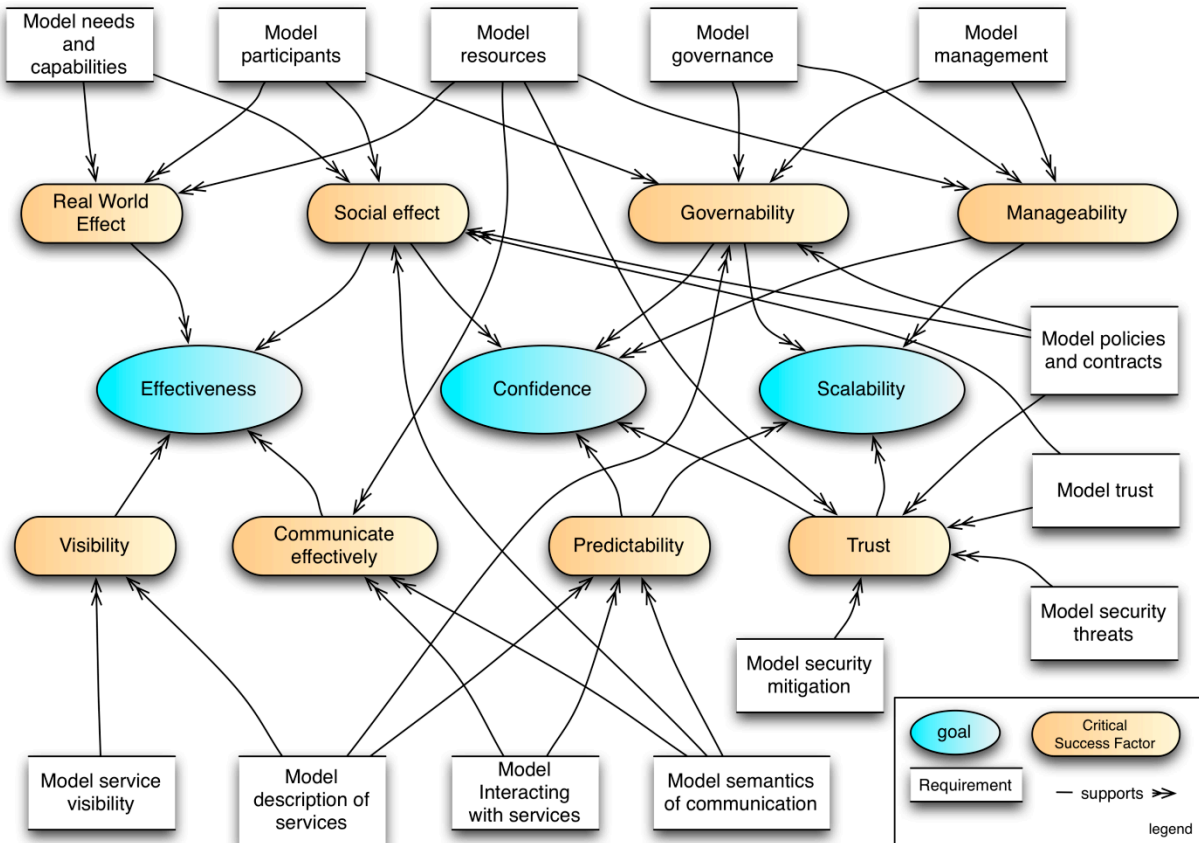 Model needs
and
capabilities
Model
participants
Model
resources
Model
governance
Model
management
Real World
Effect
Social effect
Governability
Manageability
Model policies
and contracts
Effectiveness
Confidence
Scalability
Model trust
Visibility
Communicate
effectively
Predictability
Trust
Model security
threats
Model security
mitigation
Model service
visibility
Model
description of
services
Model
Interacting
with services
Model semantics
of communication
goal
Critical
Success Factor
Requirement
supports
legend